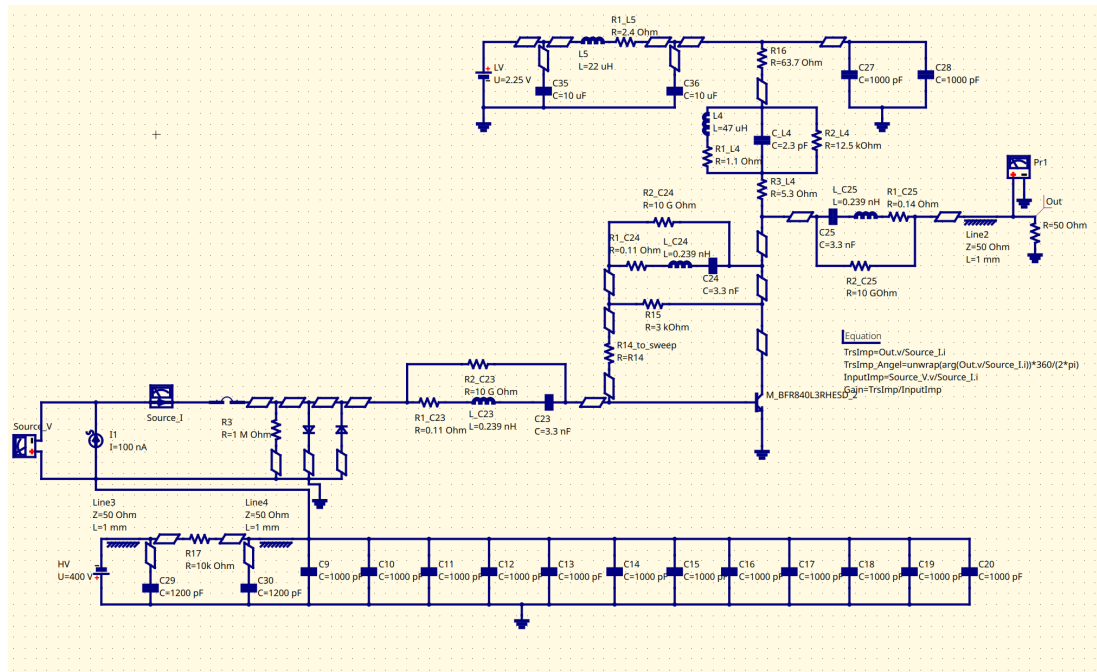 R1_L5
R=2.4 Ohm
L5
L=22 uH
R16
R=63.7 Ohm
LV
U=2.25 V
C35
C=10 uF
C36
C=10 uF
C27
C=1000 pF
C28
C=1000 pF
L4
L=47 uH
C_L4
C=2.3 pF
R2_L4
R=12.5 kOhm
R1_L4
R=1.1 Ohm
R3_L4
R=5.3 Ohm
Pr1
R2_C24
R=10 G Ohm
L_C25
L=0.239 nH
R1_C25
R=0.14 Ohm
Out
R=50 Ohm
Line2
Z=50 Ohm
L=1 mm
C25
C=3.3 nF
R1_C24
R=0.11 Ohm
L_C24
L=0.239 nH
C24
C=3.3 nF
R2_C25
R=10 GOhm
R15
R=3 kOhm
R14_to_sweep
R=R14
Equation
TrsImp=Out.v/Source_I.i
TrsImp_Angel=unwrap(arg(Out.v/Source_I.i))*360/(2*pi)
InputImp=Source_V.v/Source_I.i
Gain=TrsImp/InputImp
R2_C23
R=10 G Ohm
M_BFR840L3RHESD_2
R1_C23
R=0.11 Ohm
L_C23
L=0.239 nH
C23
C=3.3 nF
Source_V
Source_I
I1
I=100 nA
R3
R=1 M Ohm
Line3
Z=50 Ohm
L=1 mm
Line4
Z=50 Ohm
L=1 mm
R17
R=10k Ohm
HV
U=400 V
C29
C=1200 pF
C30
C=1200 pF
C9
C=1000 pF
C10
C=1000 pF
C11
C=1000 pF
C12
C=1000 pF
C13
C=1000 pF
C14
C=1000 pF
C15
C=1000 pF
C16
C=1000 pF
C17
C=1000 pF
C18
C=1000 pF
C19
C=1000 pF
C20
C=1000 pF